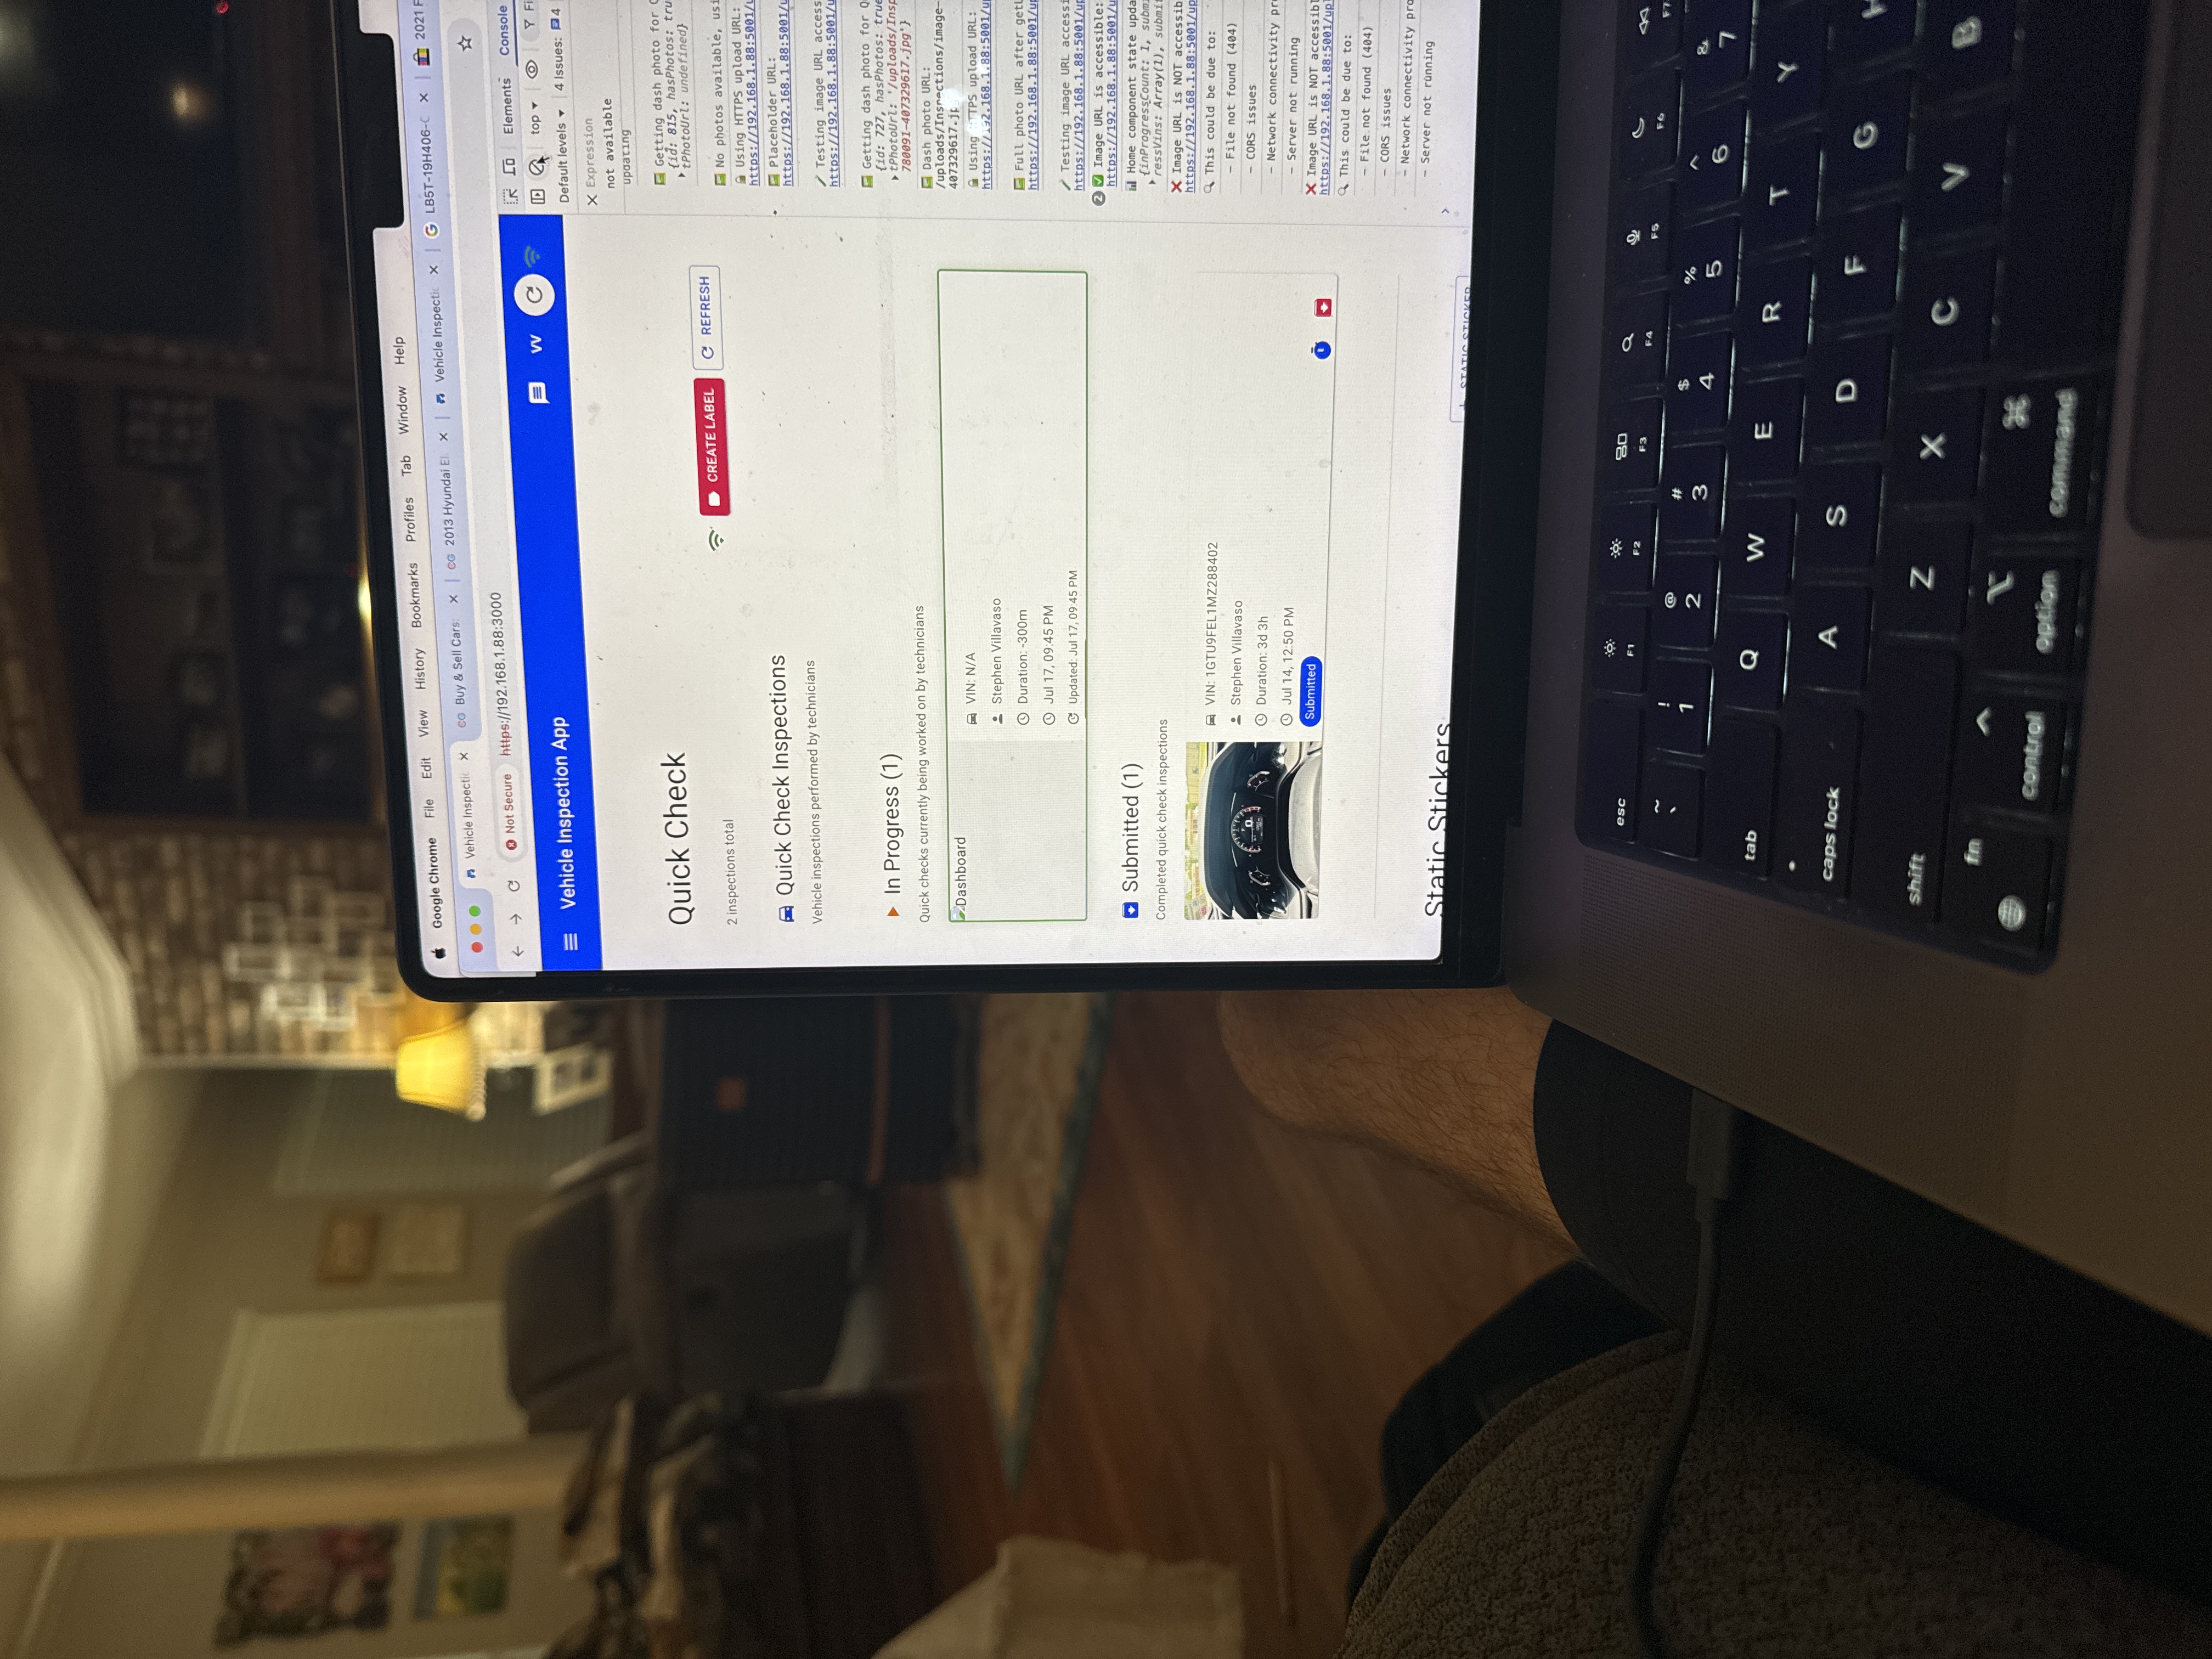 Google Chrome File Edit View History Bookmarks Profiles Tab Window Help
Vehicle Inspectic Buy & Sell Cars: 2013 Hyundai El Vehicle Inspectic LB5T-19H406-C 2021 F
Not Secure https://192.168.1.88:3000
Vehicle Inspection App
Quick Check
2 inspections total
CREATE LABEL REFRESH
Quick Check Inspections
Vehicle inspections performed by technicians
In Progress (1)
Quick checks currently being worked on by technicians
Dashboard
VIN: N/A
Stephen Villavaso
Duration: -300m
Jul 17, 09:45 PM
Updated: Jul 17, 09:45 PM
Submitted (1)
Completed quick check inspections
VIN: 1GTU9FEL1MZ288402
Stephen Villavaso
Duration: 3d 3h
Jul 14, 12:50 PM
Submitted
Static Stickers
STATIC STICKER
Elements Console
top Fi
Default levels 4 Issues: 4
Expression
not available
updating
Getting dash photo for Q
{id: 815, hasPhotos: tru
tPhotoUrl: undefined}
No photos available, usi
Using HTTPS upload URL:
https://192.168.1.88:5001/u
Placeholder URL:
https://192.168.1.88:5001/u
Testing image URL access
https://192.168.1.88:5001/u
Getting dash photo for Q
{id: 727, hasPhotos: true
tPhotoUrl: '/uploads/Insp
780091-407329617.jpg'}
Dash photo URL:
/uploads/Inspections/image-
407329617.jp
Using HTTPS upload URL:
https://192.168.1.88:5001/up
Full photo URL after getU
https://192.168.1.88:5001/up
Testing image URL accessi
https://192.168.1.88:5001/up
2 Image URL is accessible:
https://192.168.1.88:5001/up
Home component state upda
{inProgressCount: 1, submi
ressVins: Array(1), submit
Image URL is NOT accessib
https://192.168.1.88:5001/up
This could be due to:
– File not found (404)
– CORS issues
– Network connectivity pro
– Server not running
Image URL is NOT accessibl
https://192.168.1.88:5001/upl
This could be due to:
– File not found (404)
– CORS issues
– Network connectivity pro
– Server not running
esc F1 F2 F3 F4 F5 F6 F7
~ ` ! 1 @ 2 # 3 $ 4 % 5 ^ 6 & 7
tab Q W E R T Y
caps lock A S D F G H
shift Z X C V B
fn control option command